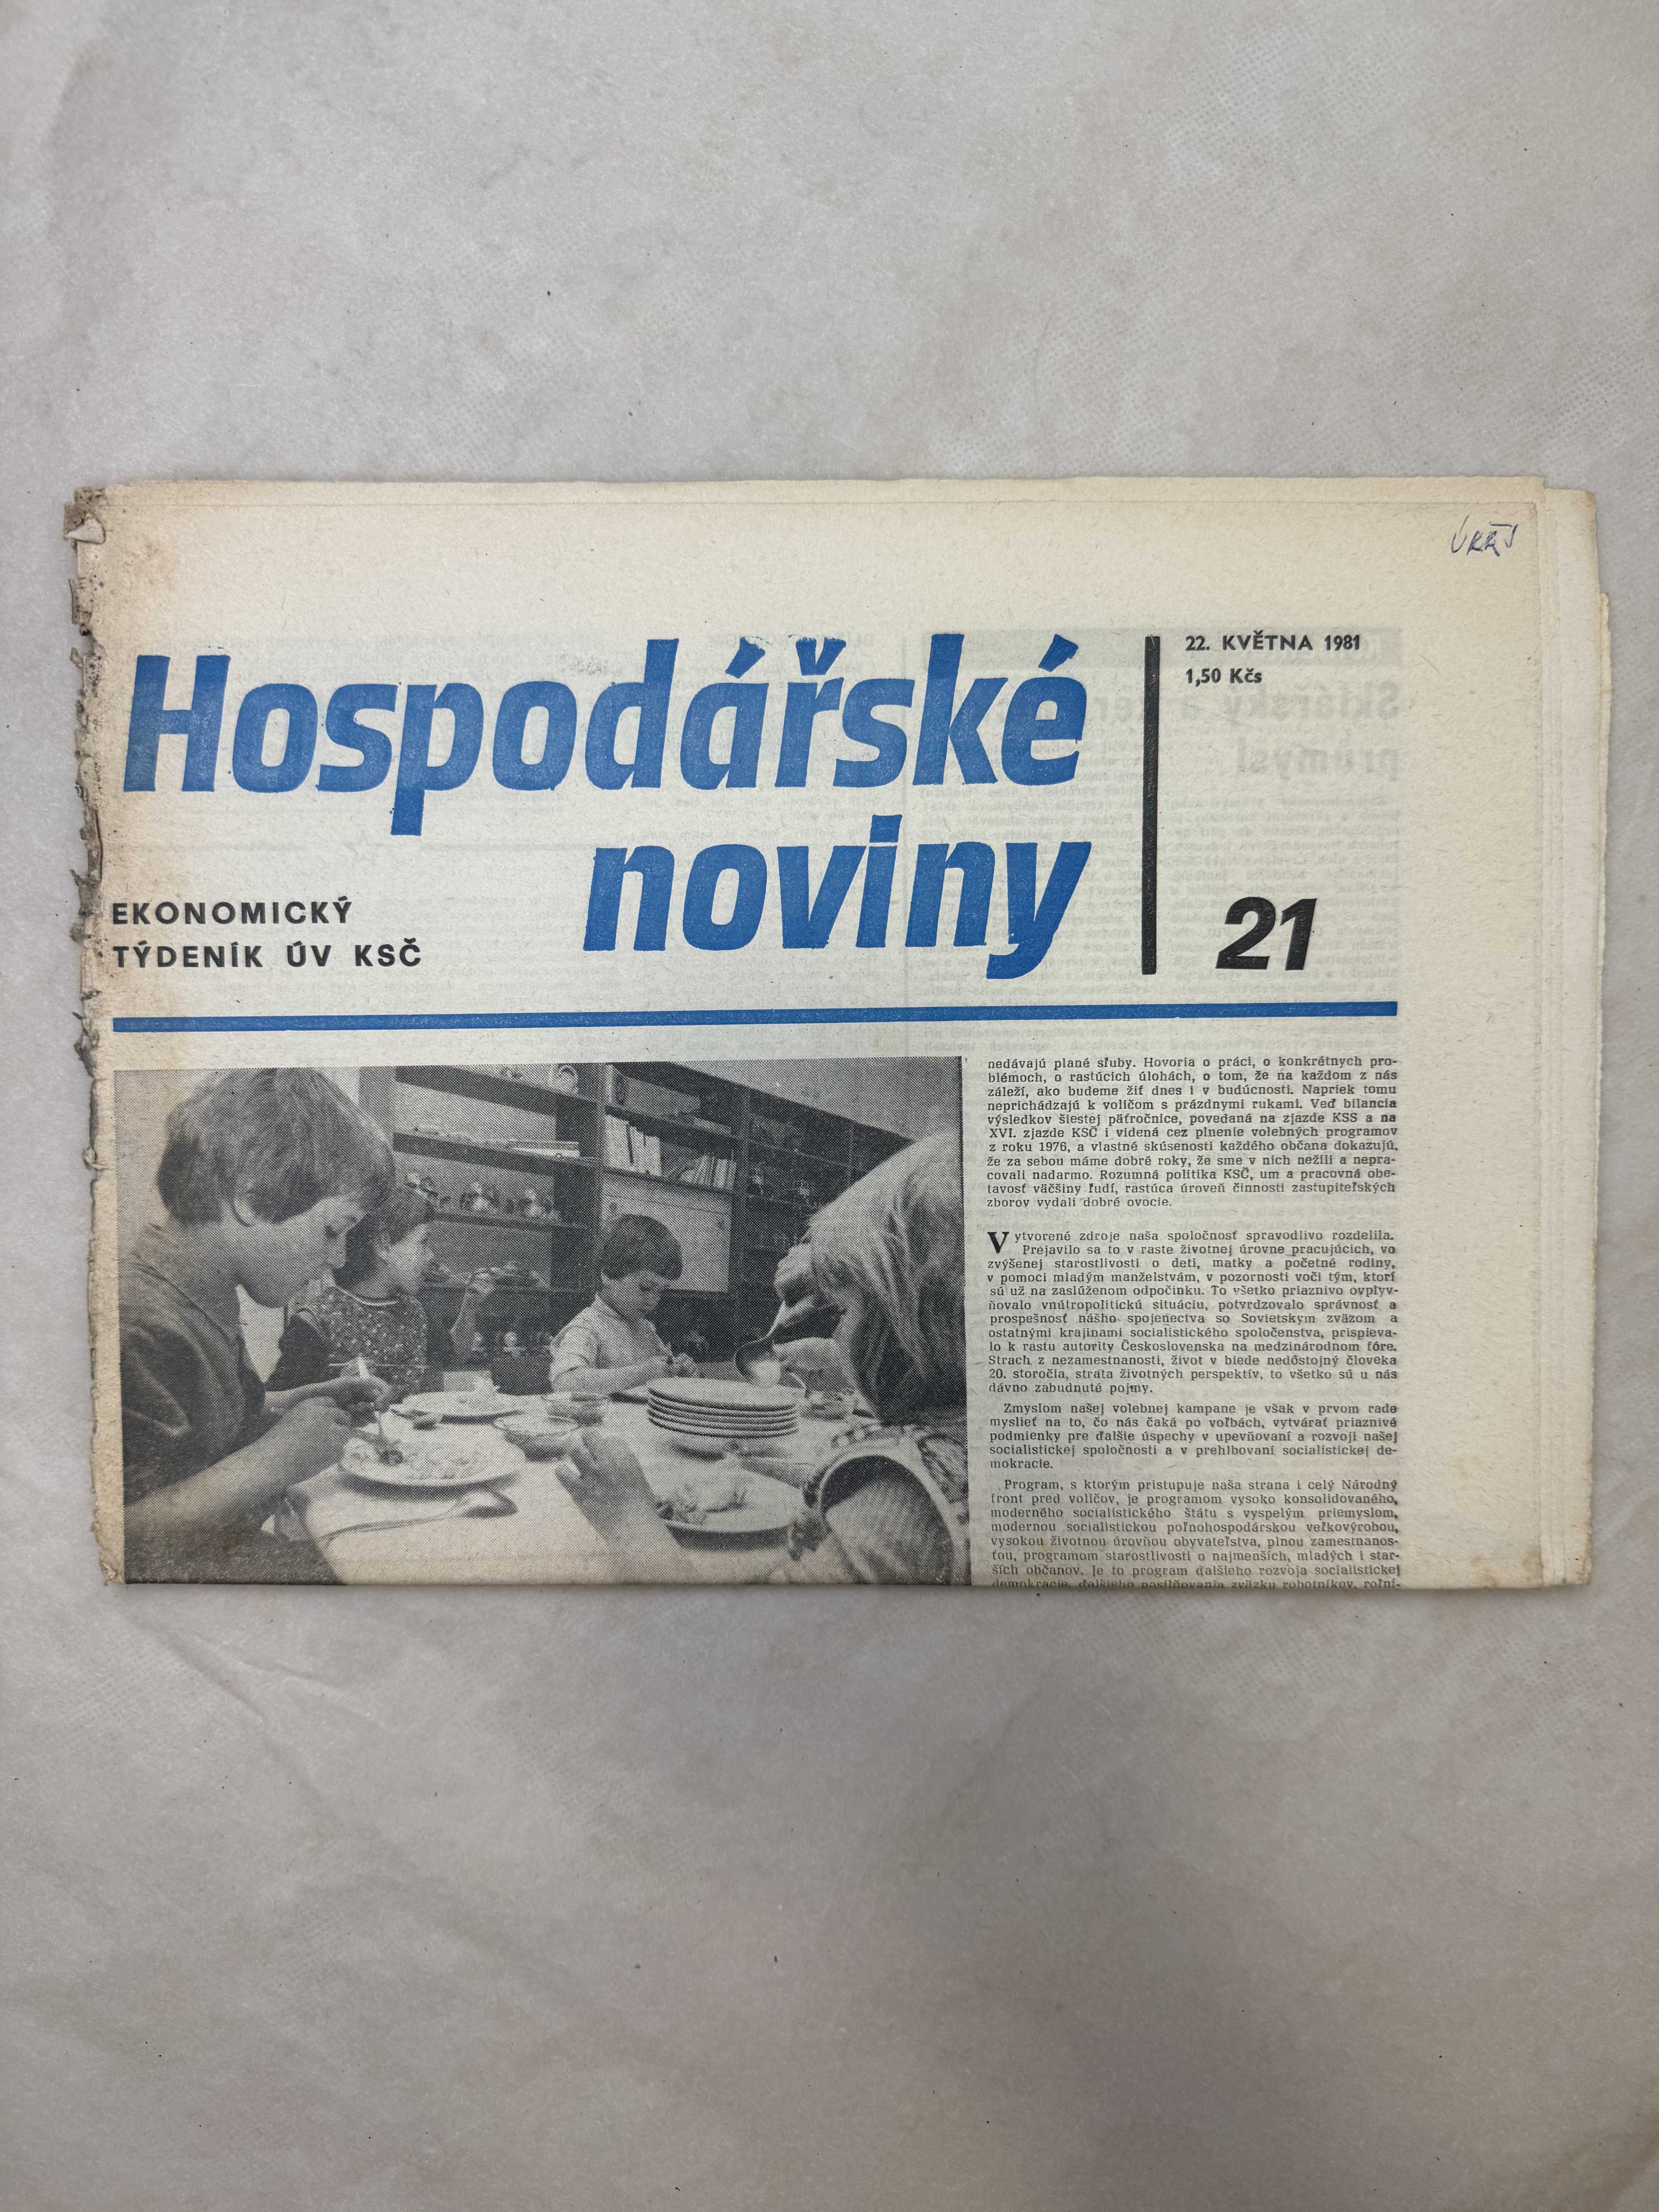 Hospodářské
noviny
EKONOMICKÝ
TÝDENÍK ÚV KSČ
22. KVĚTNA 1981
1,50 Kčs
21
nedávajú plané sľuby. Hovoria o práci, o konkrétnych pro-
blémoch, o rastúcich úlohách, o tom, že na každom z nás
záleží, ako budeme žiť dnes i v budúcnosti. Napriek tomu
neprichádzajú k voličom s prázdnymi rukami. Veď bilancia
výsledkov šiestej päťročnice, povedaná na zjazde KSS a na
XVI. zjazde KSČ i videná cez plnenie volebných programov
z roku 1976, a vlastné skúsenosti každého občana dokazujú,
že za sebou máme dobré roky, že sme v nich nežili a nepra-
covali nadarmo. Rozumná politika KSČ, um a pracovná obe-
tavosť väčšiny ľudí, rastúca úroveň činnosti zastupiteľských
zborov vydali dobré ovocie.
Vytvorené zdroje naša spoločnosť spravodlivo rozdelila.
Prejavilo sa to v raste životnej úrovne pracujúcich, vo
zvýšenej starostlivosti o deti, matky a početné rodiny,
v pomoci mladým manželstvám, v pozornosti voči tým, ktorí
sú už na zaslúženom odpočinku. To všetko priaznivo ovplyv-
ňovalo vnútropolitickú situáciu, potvrdzovalo správnosť a
prospešnosť nášho spojenectva so Sovietskym zväzom a
ostatnými krajinami socialistického spoločenstva, prispieva-
lo k rastu autority Československa na medzinárodnom fóre.
Strach z nezamestnanosti, život v biede nedôstojný človeka
20. storočia, strata životných perspektív, to všetko sú u nás
dávno zabudnuté pojmy.
Zmyslom našej volebnej kampane je však v prvom rade
myslieť na to, čo nás čaká po voľbách, vytvárať priaznivé
podmienky pre ďalšie úspechy v upevňovaní a rozvoji našej
socialistickej spoločnosti a v prehlbovaní socialistickej de-
mokracie.
Program, s ktorým pristupuje naša strana i celý Národný
front pred voličov, je programom vysoko konsolidovaného,
moderného socialistického štátu s vyspelým priemyslom,
modernou socialistickou poľnohospodárskou veľkovýrobou,
vysokou životnou úrovňou obyvateľstva, plnou zamestnanos-
ťou, programom starostlivosti o najmenších, mladých i star-
ších občanov. Je to program ďalšieho rozvoja socialistickej
demokracie, ďalšieho posilňovania zväzku robotníkov, roľní-